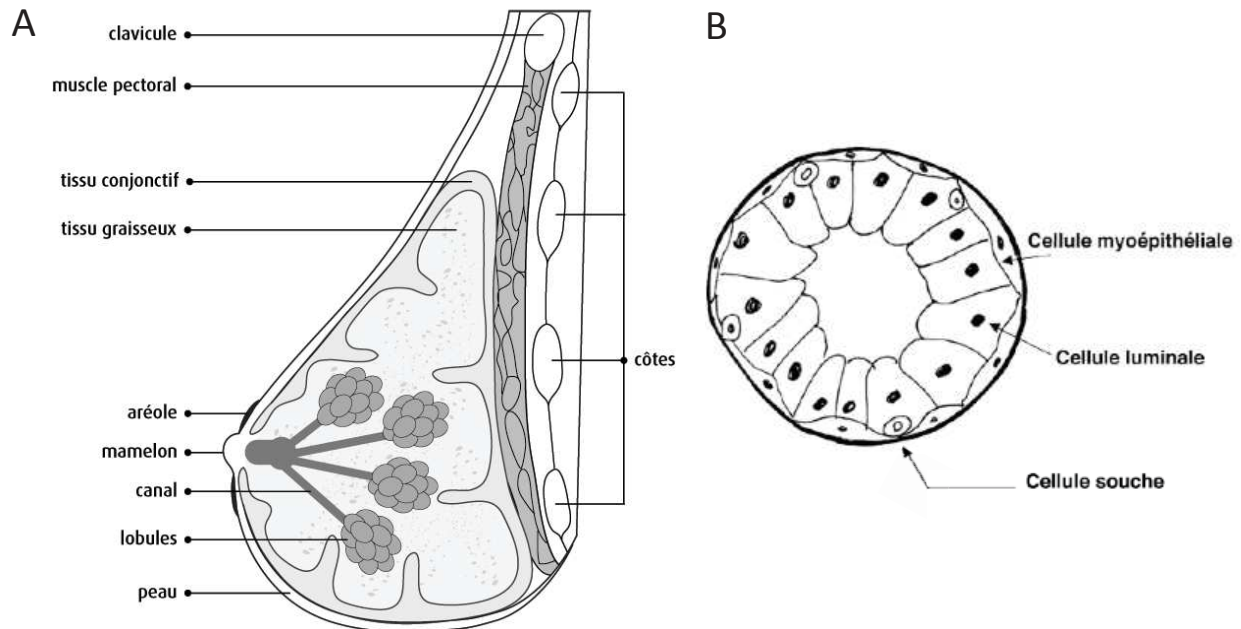 A
clavicule
muscle pectoral
tissu conjonctif
tissu graisseux
côtes
aréole
mamelon
canal
lobules
peau
B
Cellule myoépithéliale
Cellule luminale
Cellule souche